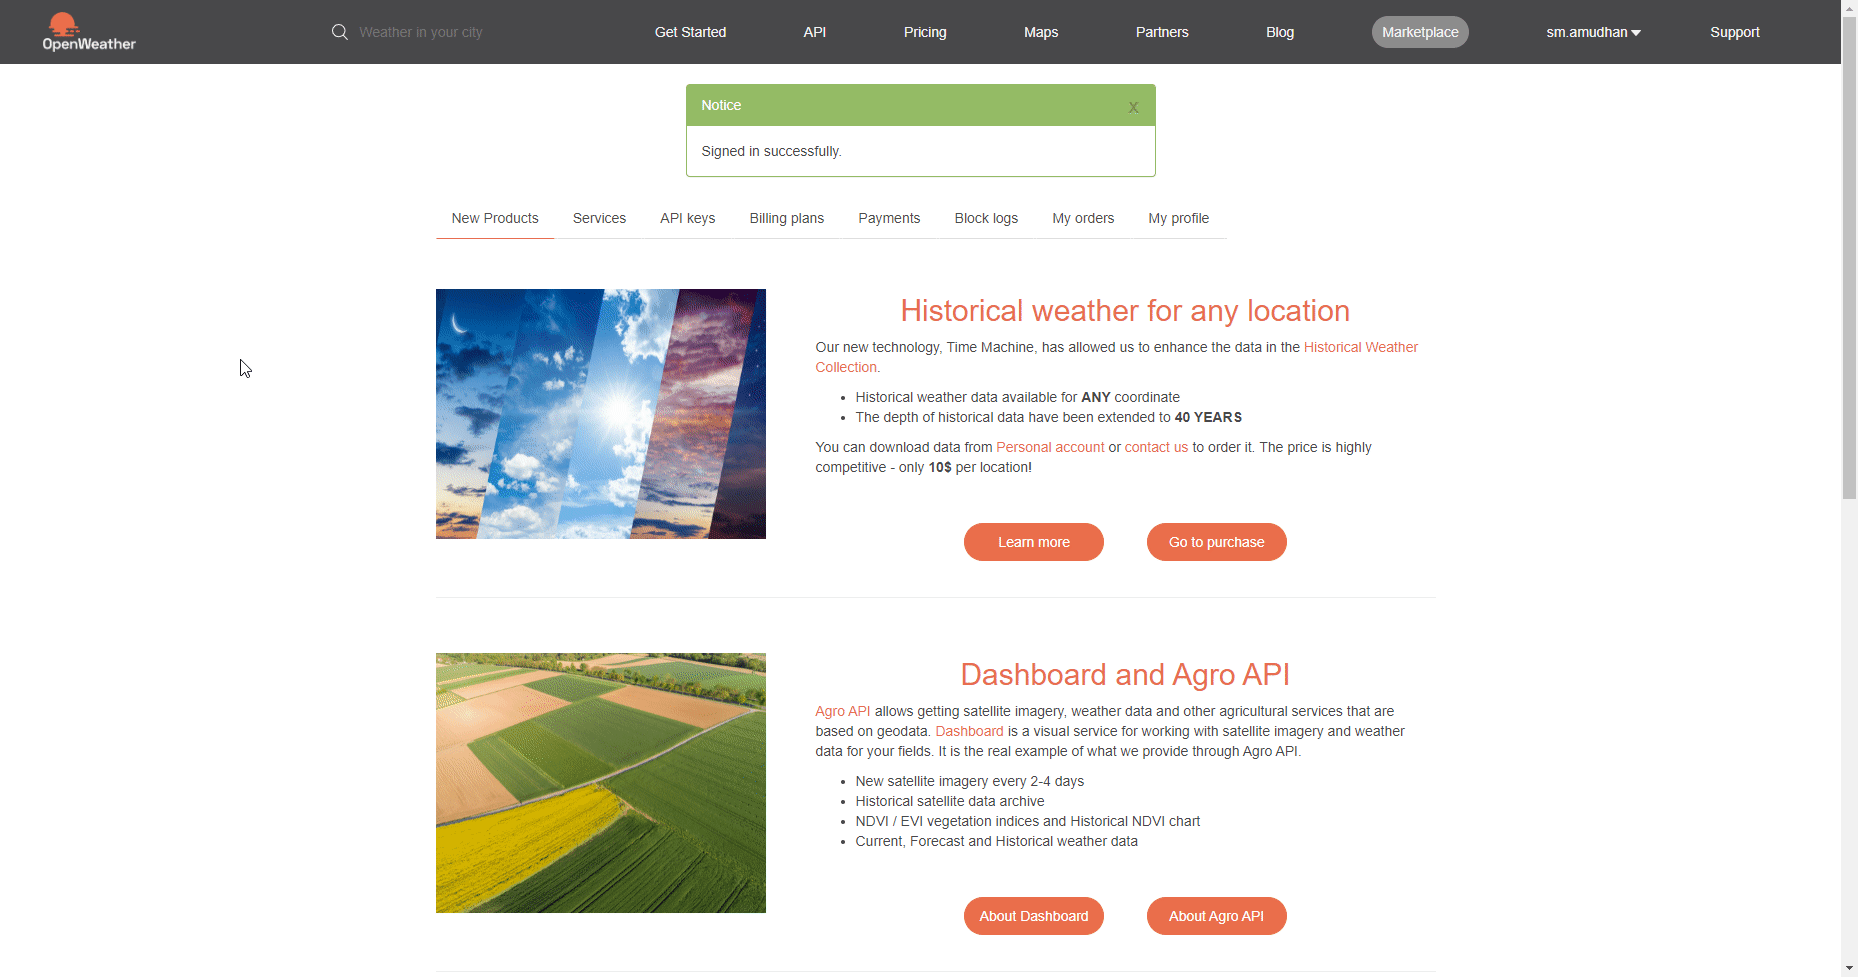 OpenWeather
Weather in your city
Get Started
API
Pricing
Maps
Partners
Blog
Marketplace
sm.amudhan
Support
Notice
x
Signed in successfully.
New Products
Services
API keys
Billing plans
Payments
Block logs
My orders
My profile
Historical weather for any location
Our new technology, Time Machine, has allowed us to enhance the data in the Historical Weather
Collection.
• Historical weather data available for ANY coordinate
• The depth of historical data have been extended to 40 YEARS
You can download data from Personal account or contact us to order it. The price is highly
competitive - only 10$ per location!
Learn more
Go to purchase
Dashboard and Agro API
Agro API allows getting satellite imagery, weather data and other agricultural services that are
based on geodata. Dashboard is a visual service for working with satellite imagery and weather
data for your fields. It is the real example of what we provide through Agro API.
• New satellite imagery every 2-4 days
• Historical satellite data archive
• NDVI / EVI vegetation indices and Historical NDVI chart
• Current, Forecast and Historical weather data
About Dashboard
About Agro API